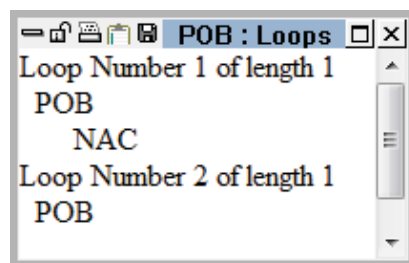 POB : Loops
Loop Number 1 of length 1
POB
NAC
Loop Number 2 of length 1
POB